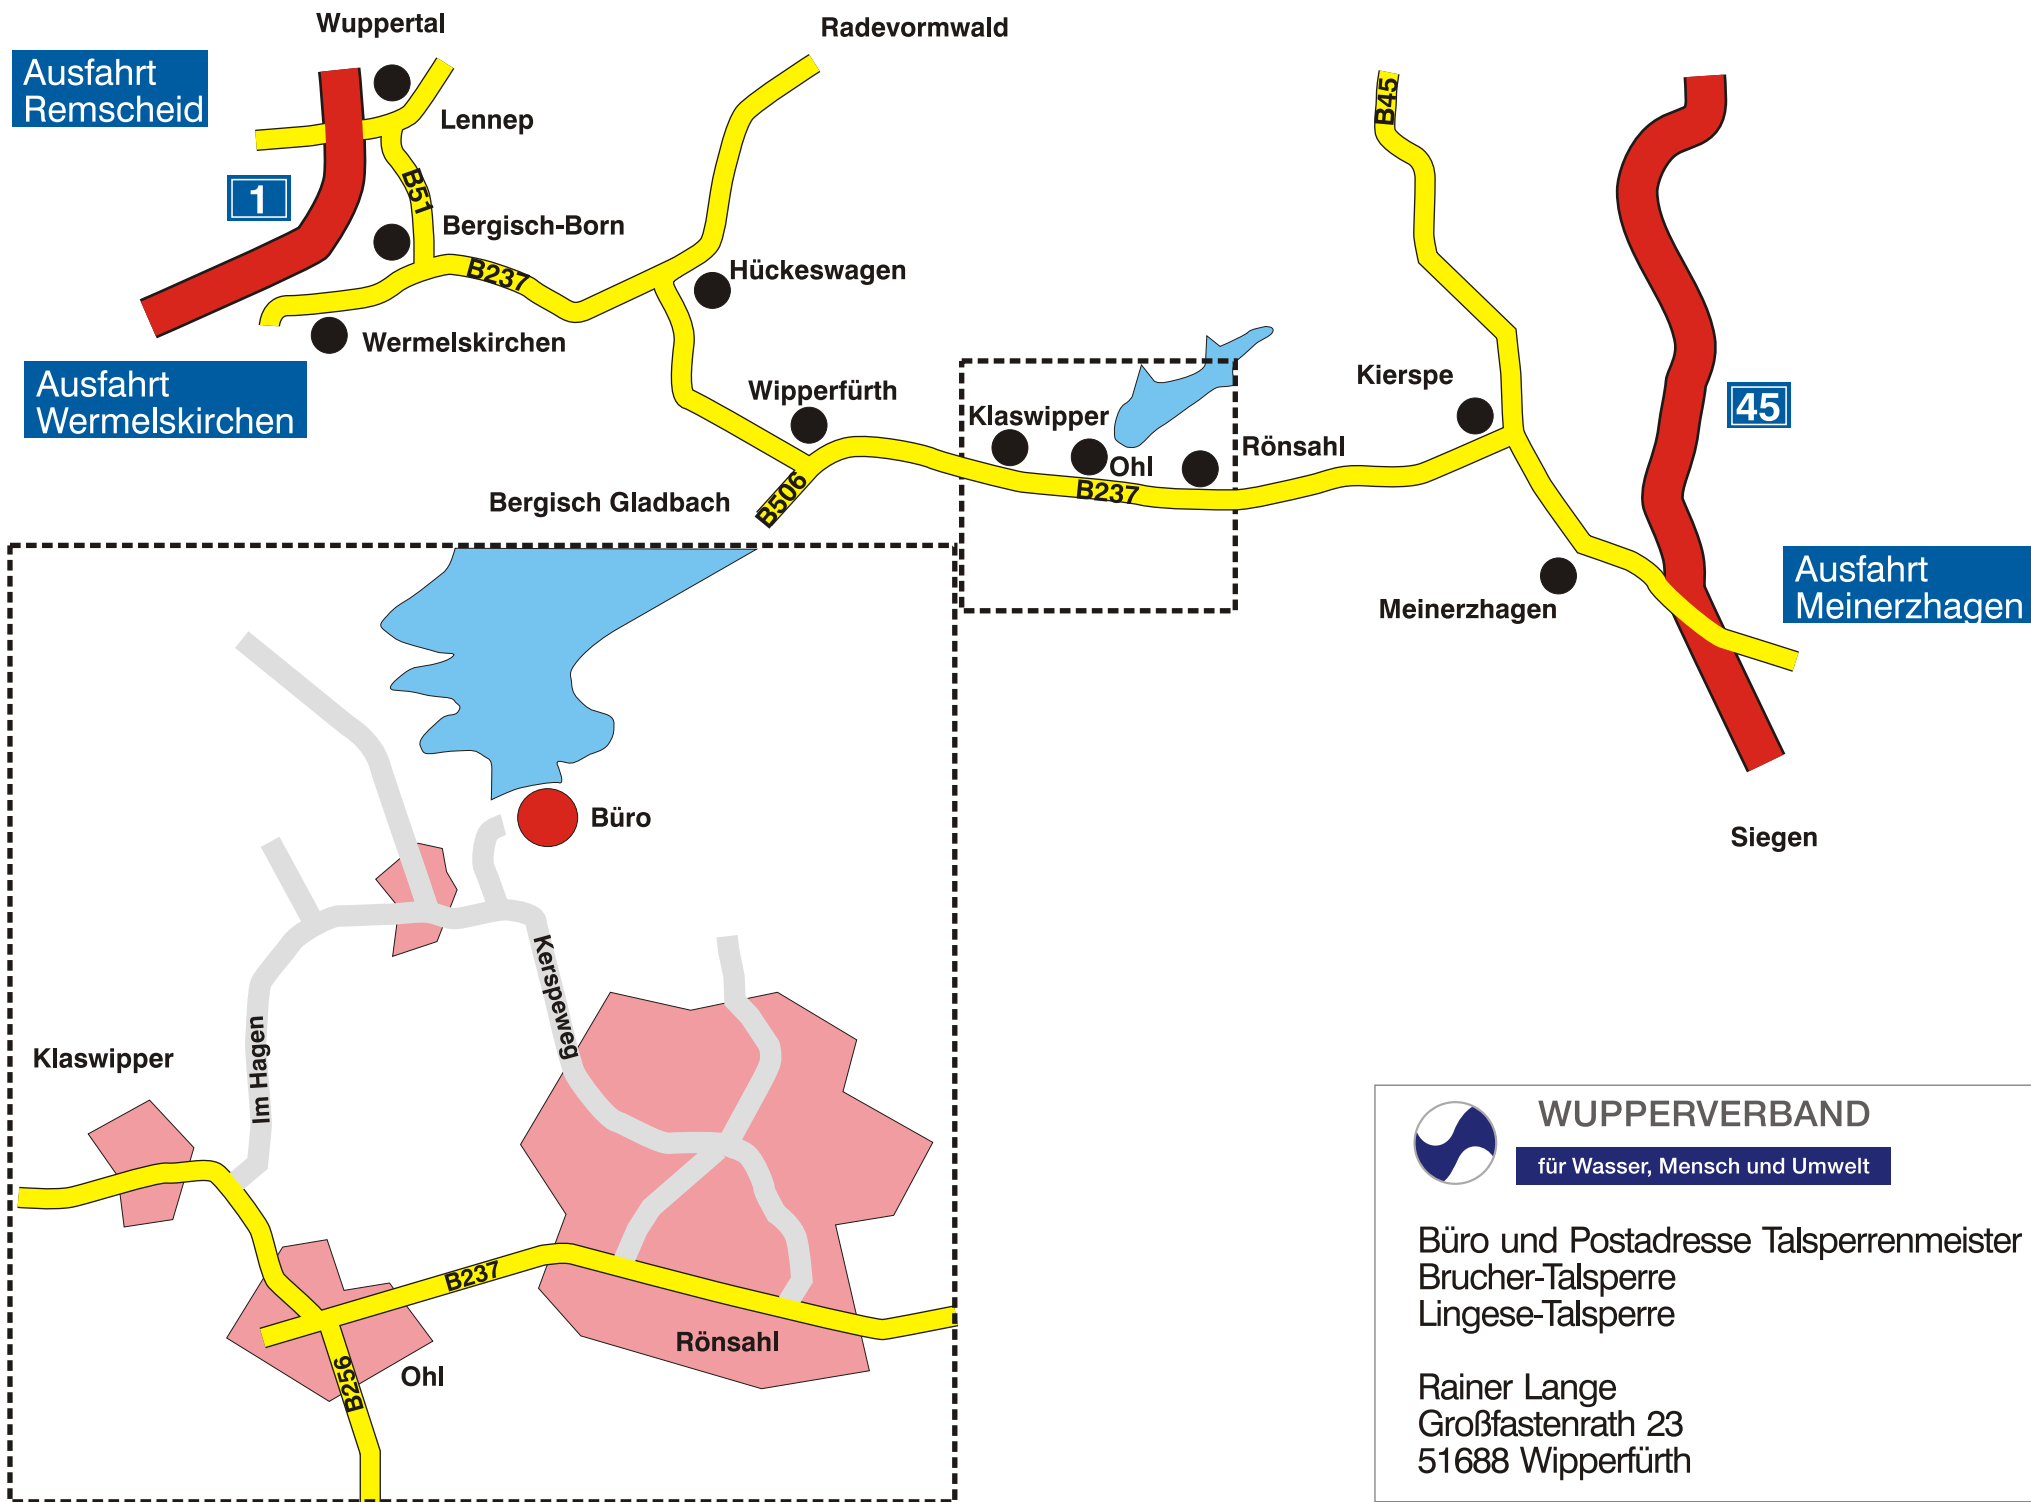 Wuppertal
Radevormwald
Ausfahrt
Remscheid
B45
Lennep
1
B51
Bergisch-Born
B237
Hückeswagen
Wermelskirchen
Ausfahrt
Wermelskirchen
Wipperfürth
Kierspe
45
Klaswipper
Rönsahl
Ohl
B237
Bergisch Gladbach
B506
Ausfahrt
Meinerzhagen
Meinerzhagen
Siegen
Büro
Kerspeweg
Im Hagen
Klaswipper
B237
Rönsahl
Ohl
B256
WUPPERVERBAND
für Wasser, Mensch und Umwelt
Büro und Postadresse Talsperrenmeister
Brucher-Talsperre
Lingese-Talsperre
Rainer Lange
Großfastenrath 23
51688 Wipperfürth